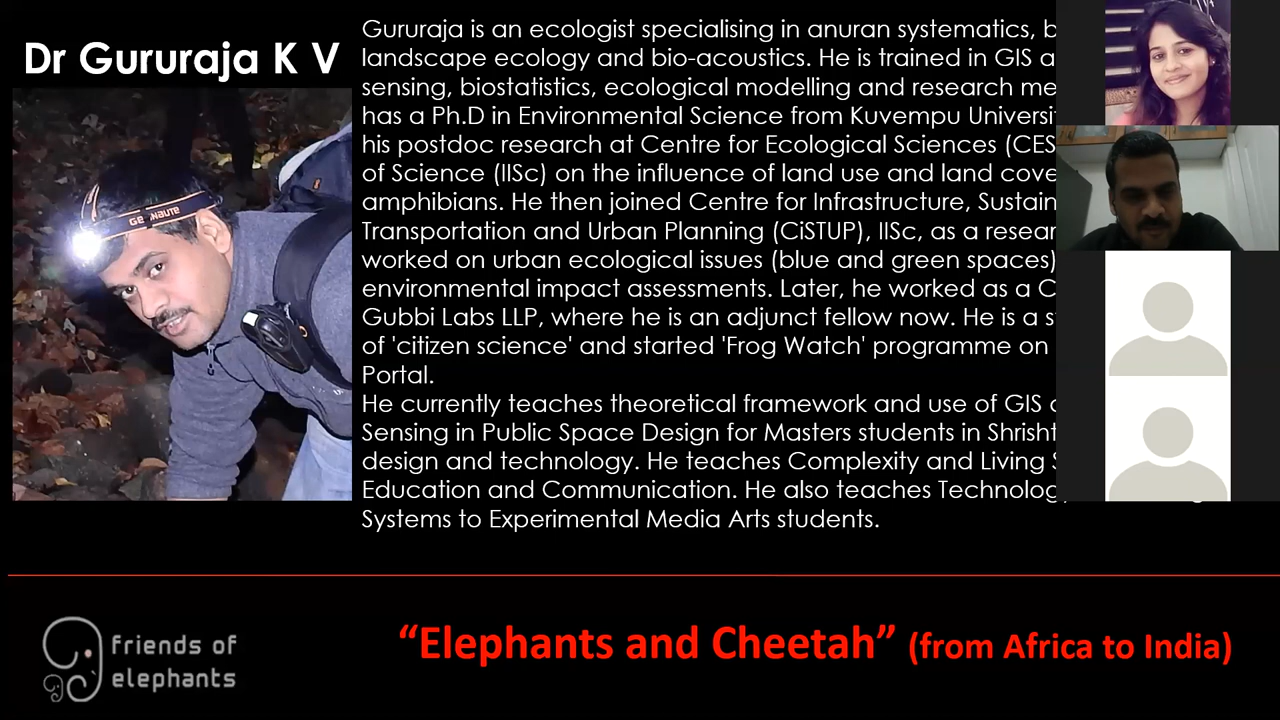 Dr Gururaja K V
Gururaja is an ecologist specialising in anuran systematics,
landscape ecology and bio-acoustics. He is trained in GIS
sensing, biostatistics, ecological modelling and research
has a Ph.D in Environmental Science from Kuvempu
his postdoc research at Centre for Ecological Sciences (CES
of Science (IISc) on the influence of land use and land
amphibians. He then joined Centre for Infrastructure,
Transportation and Urban Planning (CiSTUP), IISc, as a
worked on urban ecological issues (blue and green spaces)
environmental impact assessments. Later, he worked as a
Gubbi Labs LLP, where he is an adjunct fellow now. He is a
of 'citizen science' and started 'Frog Watch' programme on
Portal.
He currently teaches theoretical framework and use of GIS
Sensing in Public Space Design for Masters students in
design and technology. He teaches Complexity and Living
Education and Communication. He also teaches
Systems to Experimental Media Arts students.
GEONAUTE
friends of
elephants
“Elephants and Cheetah” (from Africa to India)